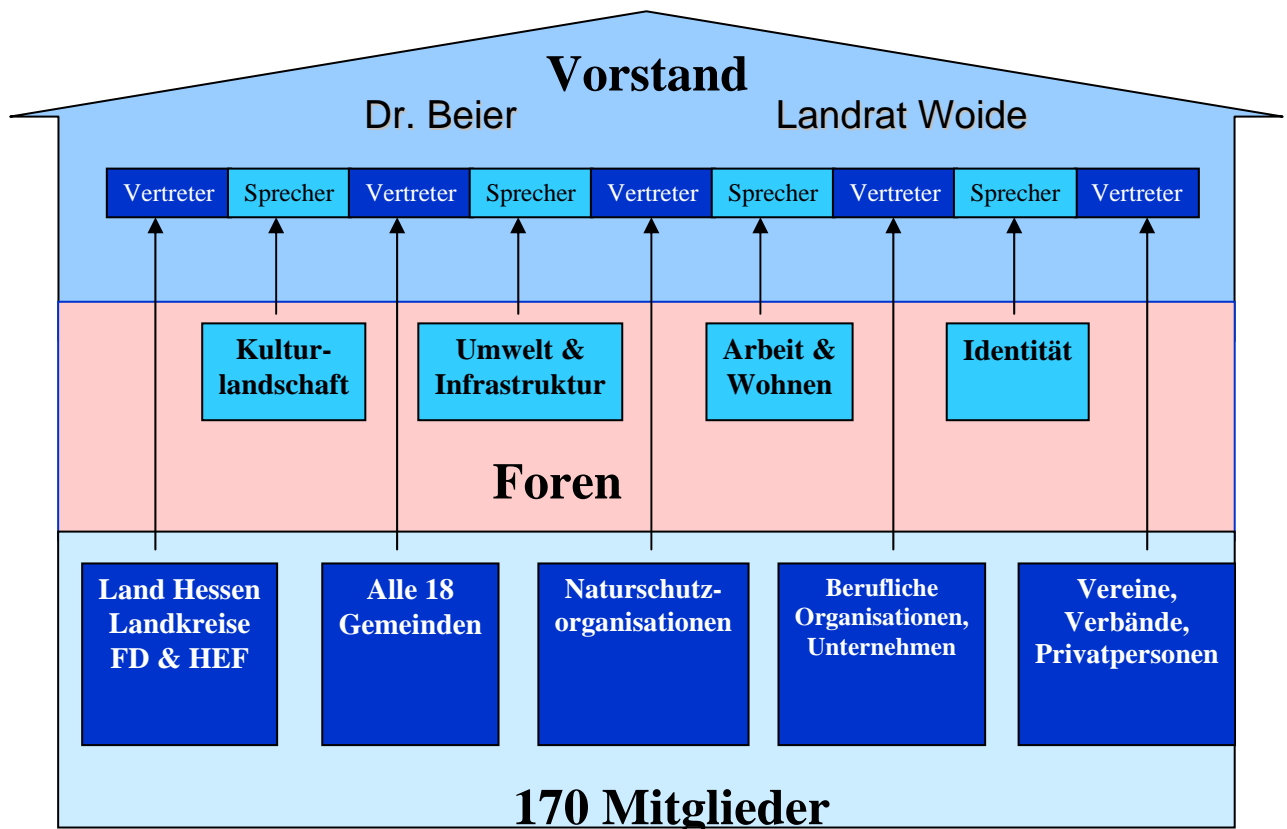 Vorstand
Dr. Beier
Landrat Woide
Vertreter
Sprecher
Vertreter
Sprecher
Vertreter
Sprecher
Vertreter
Sprecher
Vertreter
Kultur-
landschaft
Umwelt &
Infrastruktur
Arbeit &
Wohnen
Identität
Foren
Land Hessen
Landkreise
FD & HEF
Alle 18
Gemeinden
Naturschutz-
organisationen
Berufliche
Organisationen,
Unternehmen
Vereine,
Verbände,
Privatpersonen
170 Mitglieder